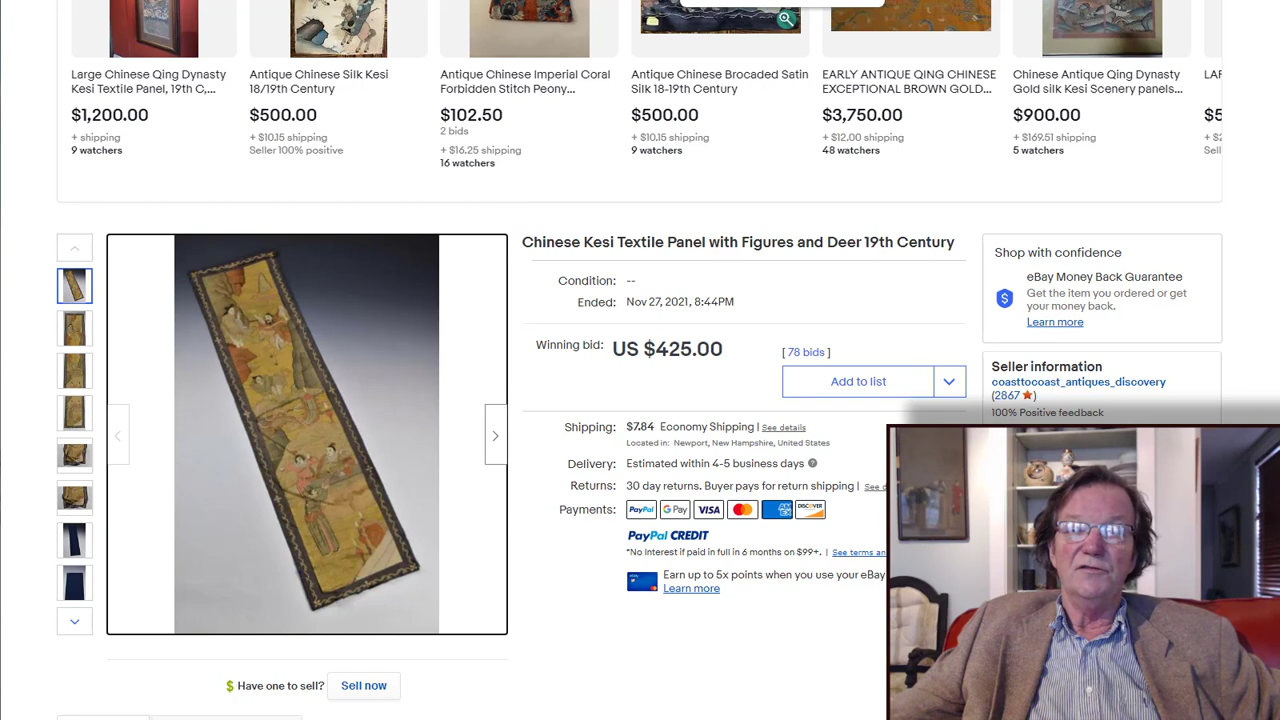 Large Chinese Qing Dynasty
Kesi Textile Panel, 19th C,...
$1,200.00
+ shipping
9 watchers
Antique Chinese Silk Kesi
18/19th Century
$500.00
+ $10.15 shipping
Seller 100% positive
Antique Chinese Imperial Coral
Forbidden Stitch Peony...
$102.50
2 bids
+ $16.25 shipping
16 watchers
Antique Chinese Brocaded Satin
Silk 18-19th Century
$500.00
+ $10.15 shipping
9 watchers
EARLY ANTIQUE QING CHINESE
EXCEPTIONAL BROWN GOLD...
$3,750.00
+ $12.00 shipping
48 watchers
Chinese Antique Qing Dynasty
Gold silk Kesi Scenery panels...
$900.00
+ $169.51 shipping
5 watchers
Chinese Kesi Textile Panel with Figures and Deer 19th Century
Condition: --
Ended: Nov 27, 2021, 8:44PM
Winning bid: US $425.00 [ 78 bids ]
Add to list
Shipping: $7.84 Economy Shipping | See details
Located in: Newport, New Hampshire, United States
Delivery: Estimated within 4-5 business days
Returns: 30 day returns. Buyer pays for return shipping |
Payments: PayPal G Pay VISA MasterCard DISCOVER
PayPal CREDIT
*No Interest if paid in full in 6 months on $99+. | See terms
Earn up to 5x points when you use your eBay
Learn more
Shop with confidence
eBay Money Back Guarantee
Get the item you ordered or get
your money back.
Learn more
Seller information
coasttocoast_antiques_discovery
(2867)
100% Positive feedback
Have one to sell? Sell now